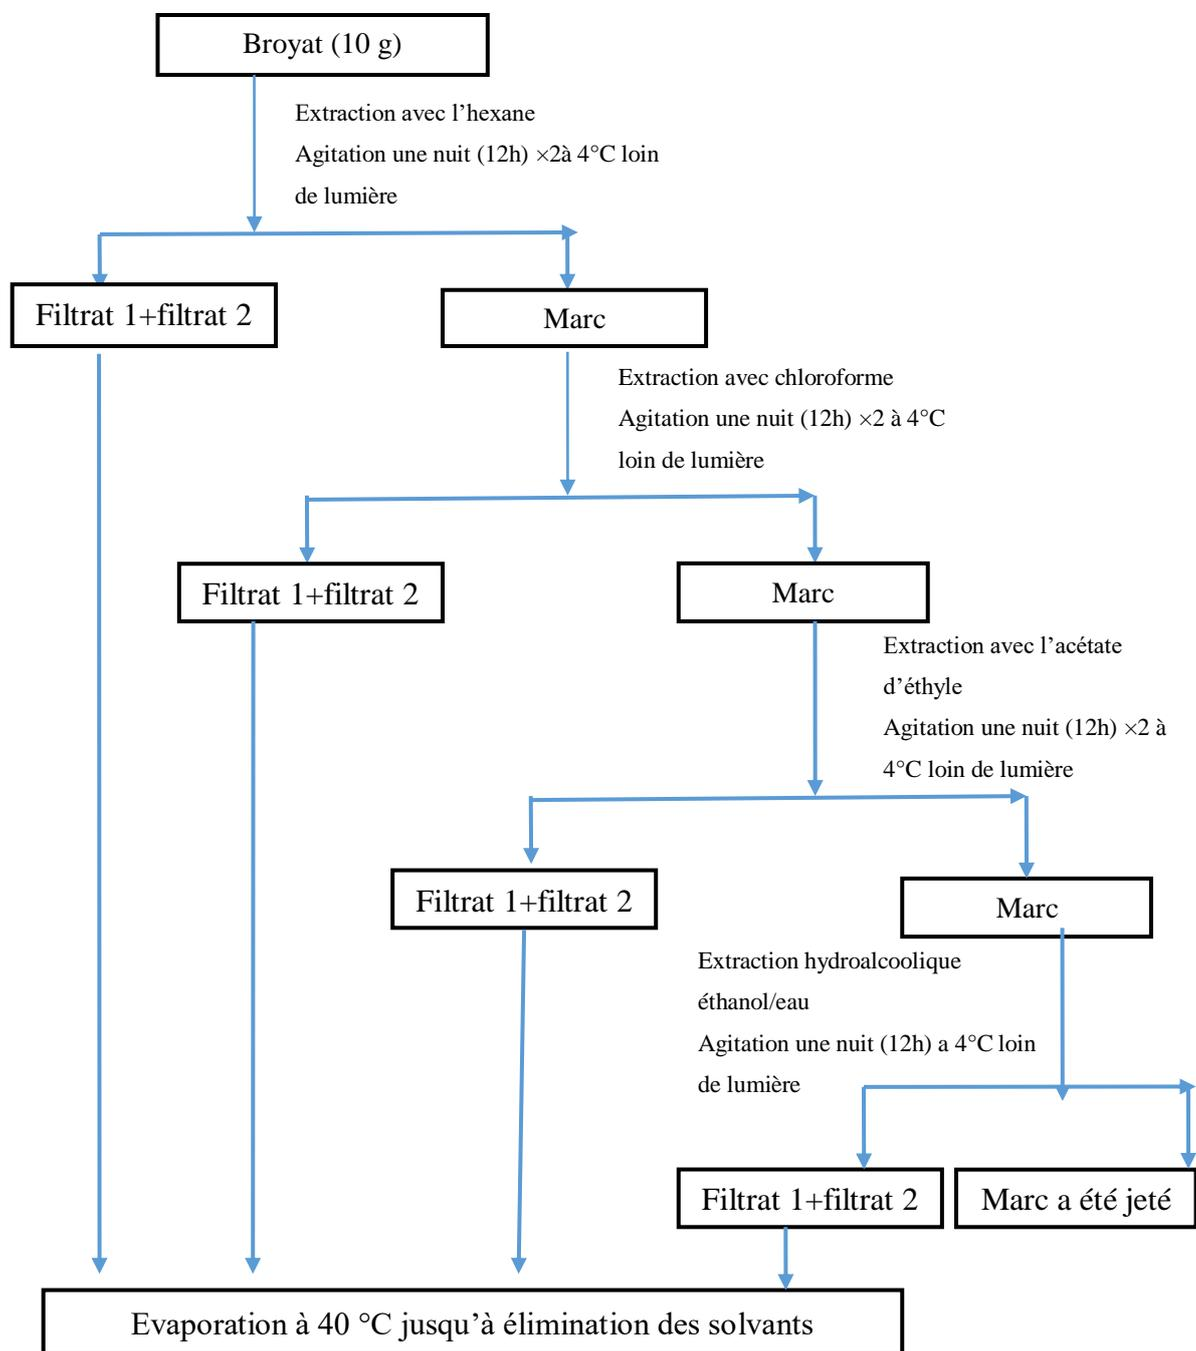 Broyat (10 g)
Extraction avec l’hexane
Agitation une nuit (12h) ×2à 4°C loin
de lumière
Filtrat 1+filtrat 2
Marc
Extraction avec chloroforme
Agitation une nuit (12h) ×2 à 4°C
loin de lumière
Filtrat 1+filtrat 2
Marc
Extraction avec l’acétate
d’éthyle
Agitation une nuit (12h) ×2 à
4°C loin de lumière
Filtrat 1+filtrat 2
Marc
Extraction hydroalcoolique
éthanol/eau
Agitation une nuit (12h) a 4°C loin
de lumière
Filtrat 1+filtrat 2
Marc a été jeté
Evaporation à 40 °C jusqu’à élimination des solvants